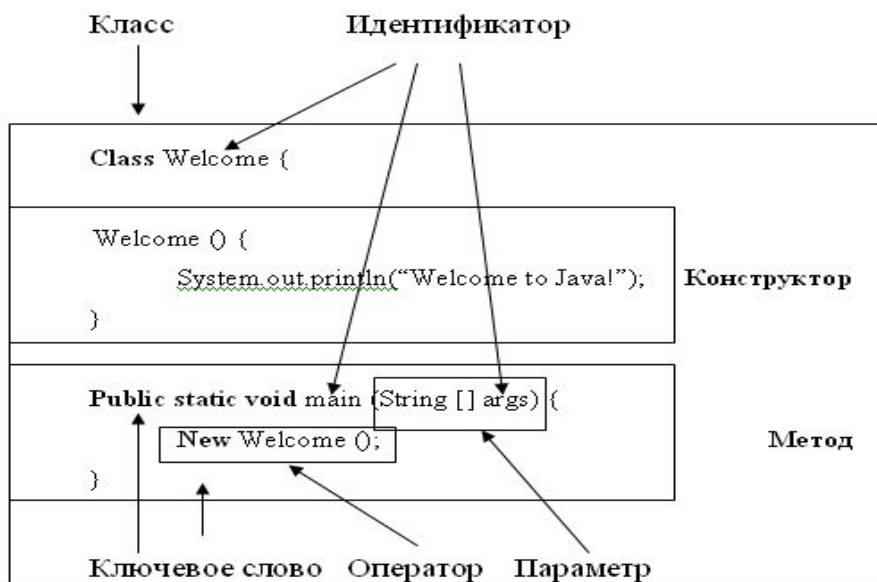 Класс Идентификатор
Class Welcome {
Welcome () {
System.out.println(“Welcome to Java!”);
Конструктор
}
Public static void main (String [] args) {
New Welcome ();
Метод
}
Ключевое слово Оператор Параметр